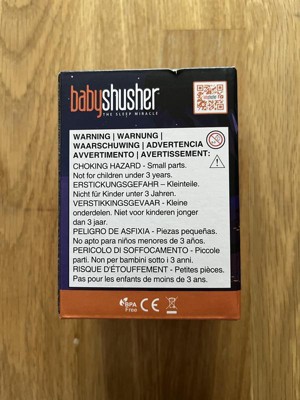 babyshusher
THE SLEEP MIRACLE
WARNING | WARNUNG |
WAARSCHUWING | ADVERTENCIA
AVVERTIMENTO | AVERTISSEMENT:
CHOKING HAZARD - Small parts.
Not for children under 3 years.
ERSTICKUNGSGEFAHR – Kleinteile.
Nicht für Kinder unter 3 Jahren.
VERSTIKKINGSGEVAAR - Kleine
onderdelen. Niet voor kinderen jonger
dan 3 jaar.
PELIGRO DE ASFIXIA - Piezas pequeñas.
No apto para niños menores de 3 años.
PERICOLO DI SOFFOCAMENTO - Piccole
parti. Non per bambini sotto i 3 anni.
RISQUE D'ÉTOUFFEMENT - Petites pièces.
Pas pour les enfants de moins de 3 ans.
BPA
Free
CE